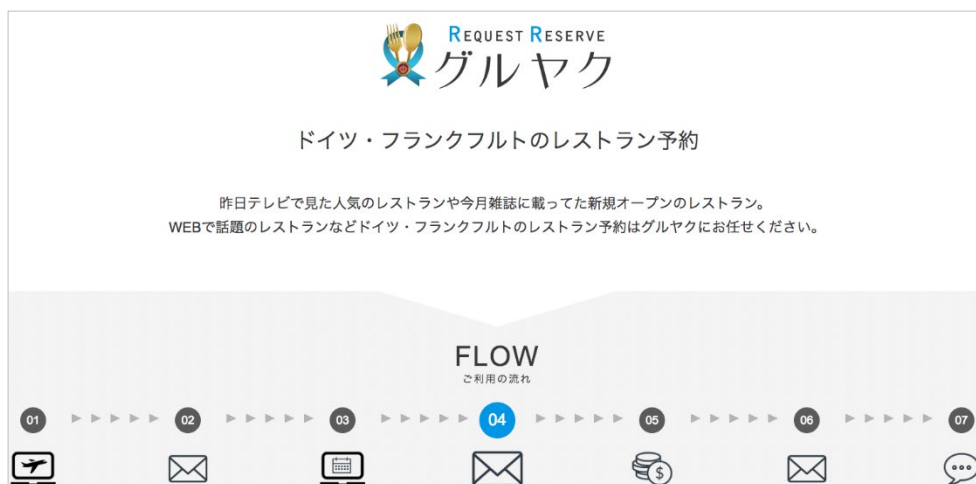 REQUEST RESERVE
グルヤク
ドイツ・フランクフルトのレストラン予約
昨日テレビで見た人気のレストランや今月雑誌に載ってた新規オープンのレストラン。
WEBで話題のレストランなどドイツ・フランクフルトのレストラン予約はグルヤクにお任せください。
FLOW
ご利用の流れ
01 02 03 04 05 06 07
$